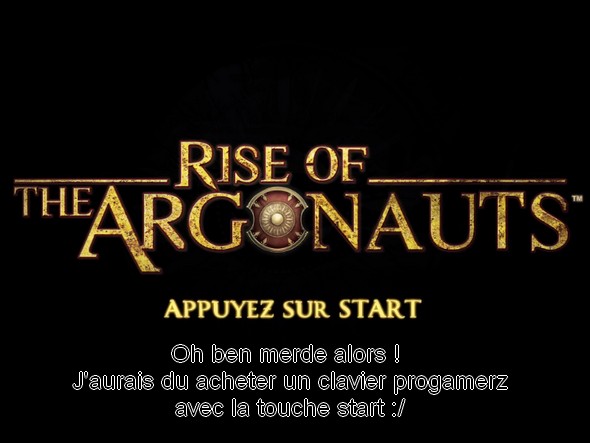 RISE OF
THE ARGONAUTS™
APPUYEZ SUR START
Oh ben merde alors !
J'aurais du acheter un clavier progamerz
avec la touche start :/